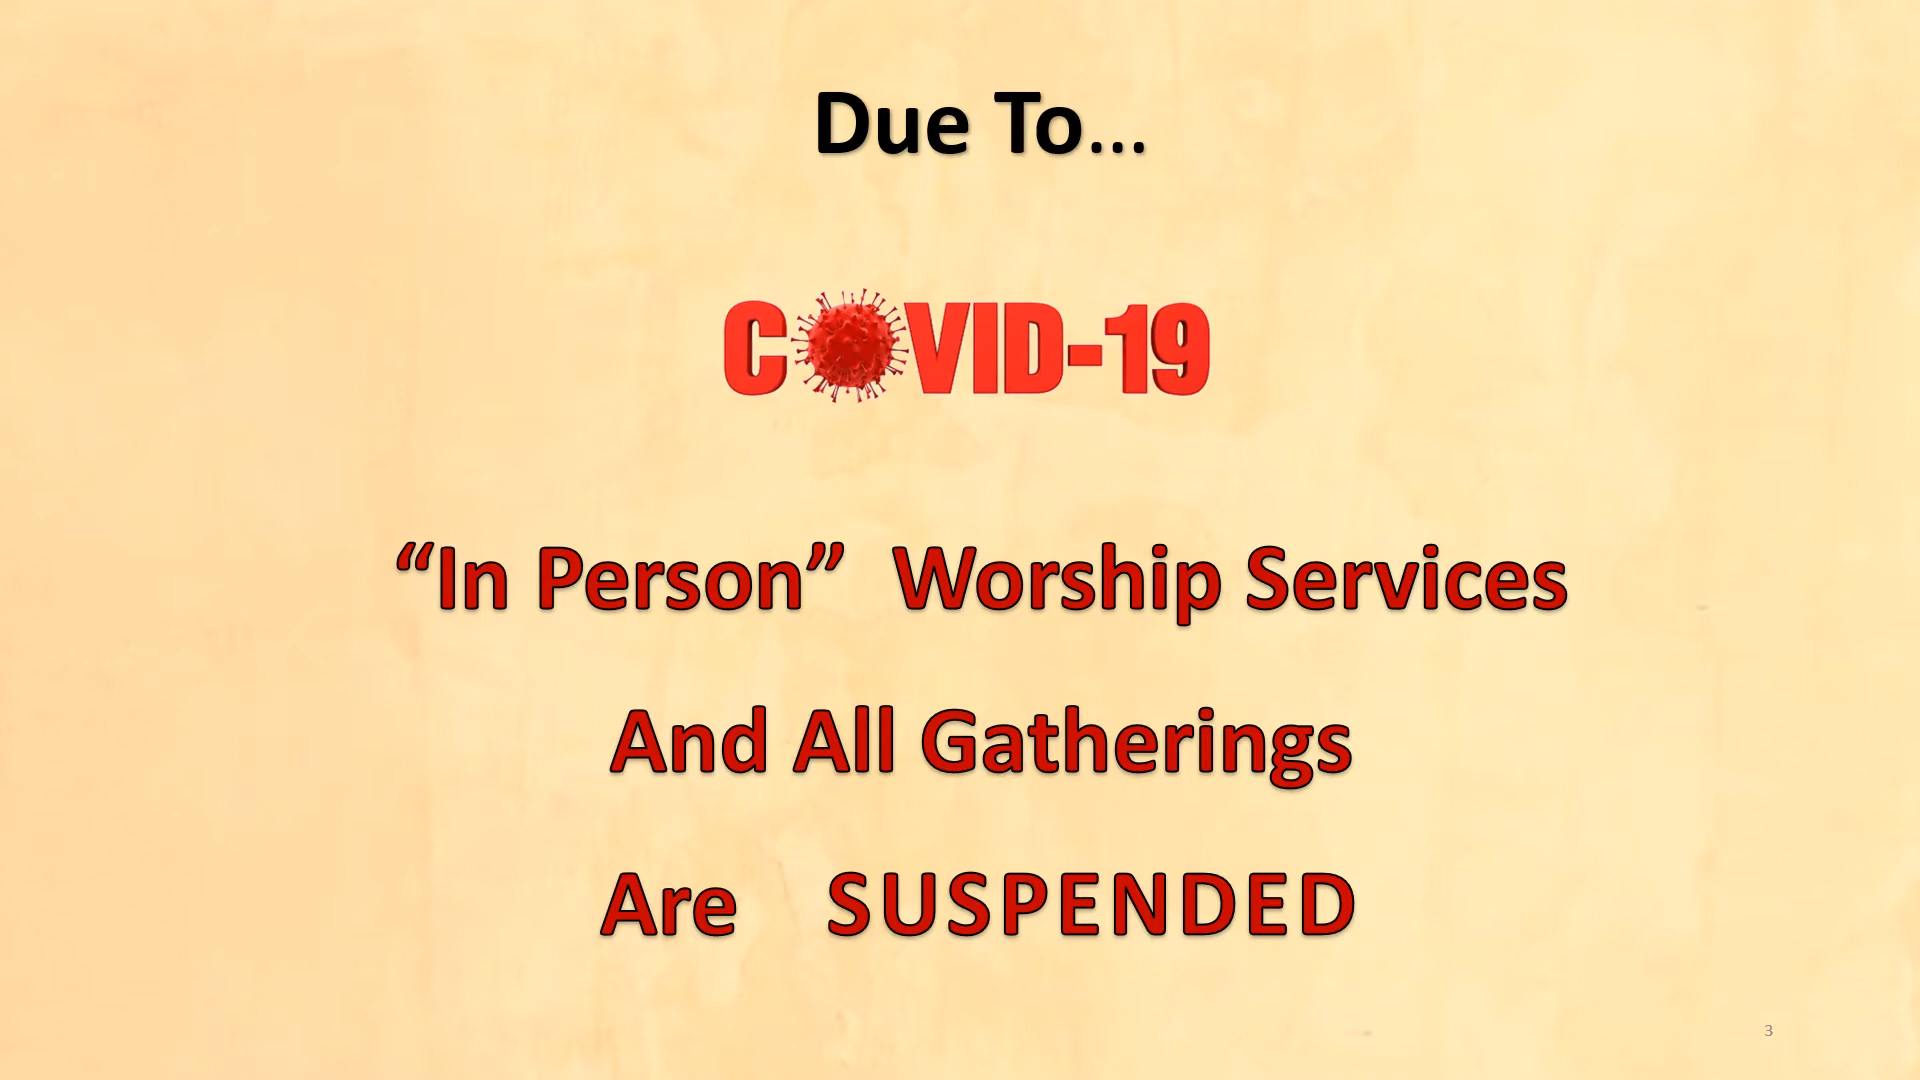 Due To...
COVID-19
“In Person”  Worship Services
And All Gatherings
Are   SUSPENDED
3